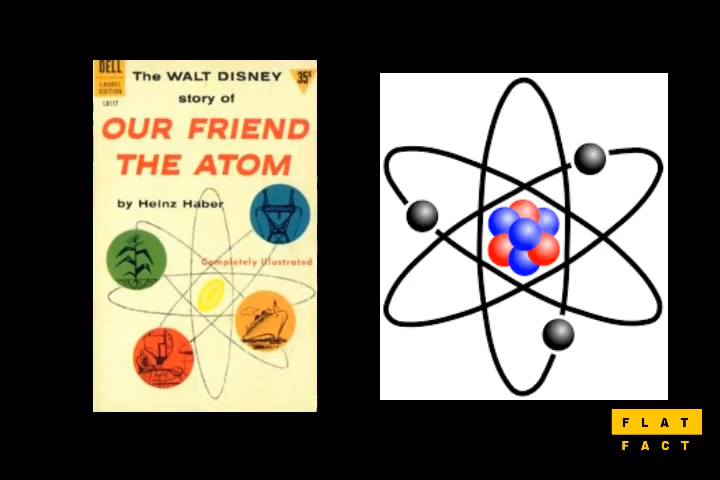 DELL
LAUREL
EDITION
LB117
The WALT DISNEY
35¢
story of
OUR FRIEND
THE ATOM
by Heinz Haber
Completely Illustrated
FLAT
FACT